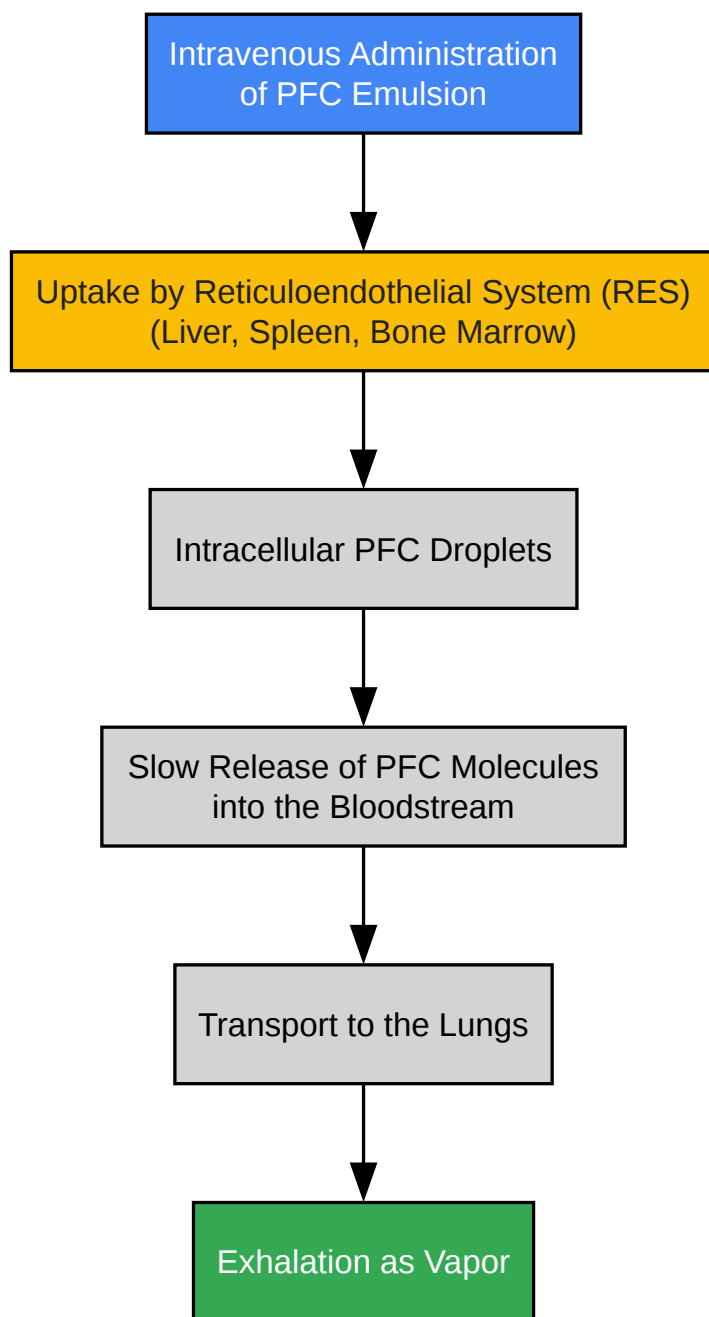 Intravenous Administration
of PFC Emulsion
Uptake by Reticuloendothelial System (RES)
(Liver, Spleen, Bone Marrow)
Intracellular PFC Droplets
Slow Release of PFC Molecules
into the Bloodstream
Transport to the Lungs
Exhalation as Vapor